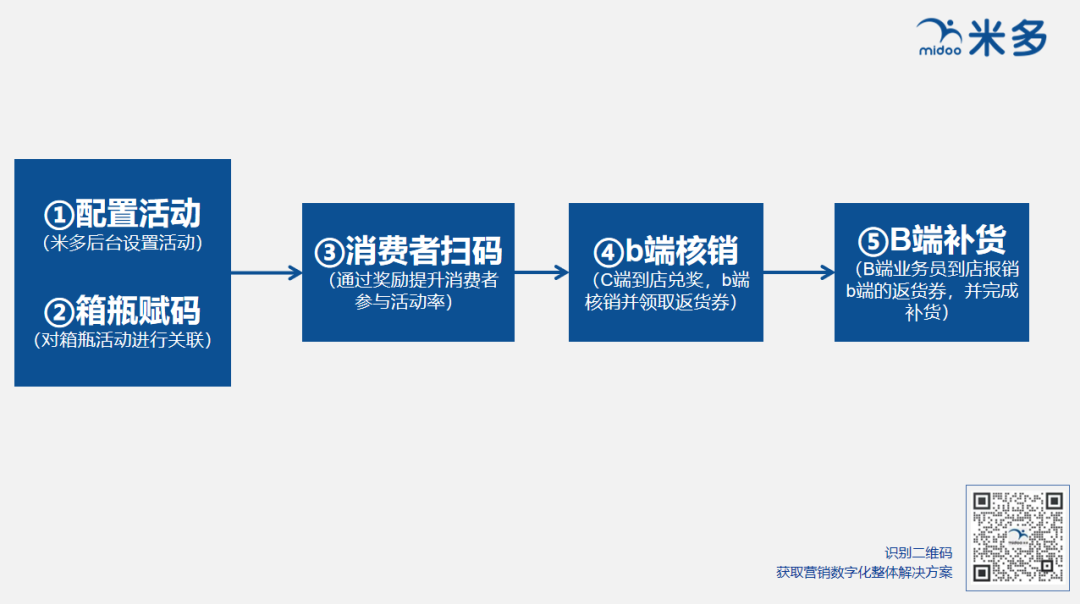 midoo 米多
①配置活动
（米多后台设置活动）
②箱瓶赋码
（对箱瓶活动进行关联）
③消费者扫码
（通过奖励提升消费者
参与活动率）
④b端核销
（C端到店兑奖，b端
核销并领取返货券）
⑤B端补货
（B端业务员到店报销
b端的返货券，并完成
补货）
识别二维码
获取营销数字化整体解决方案